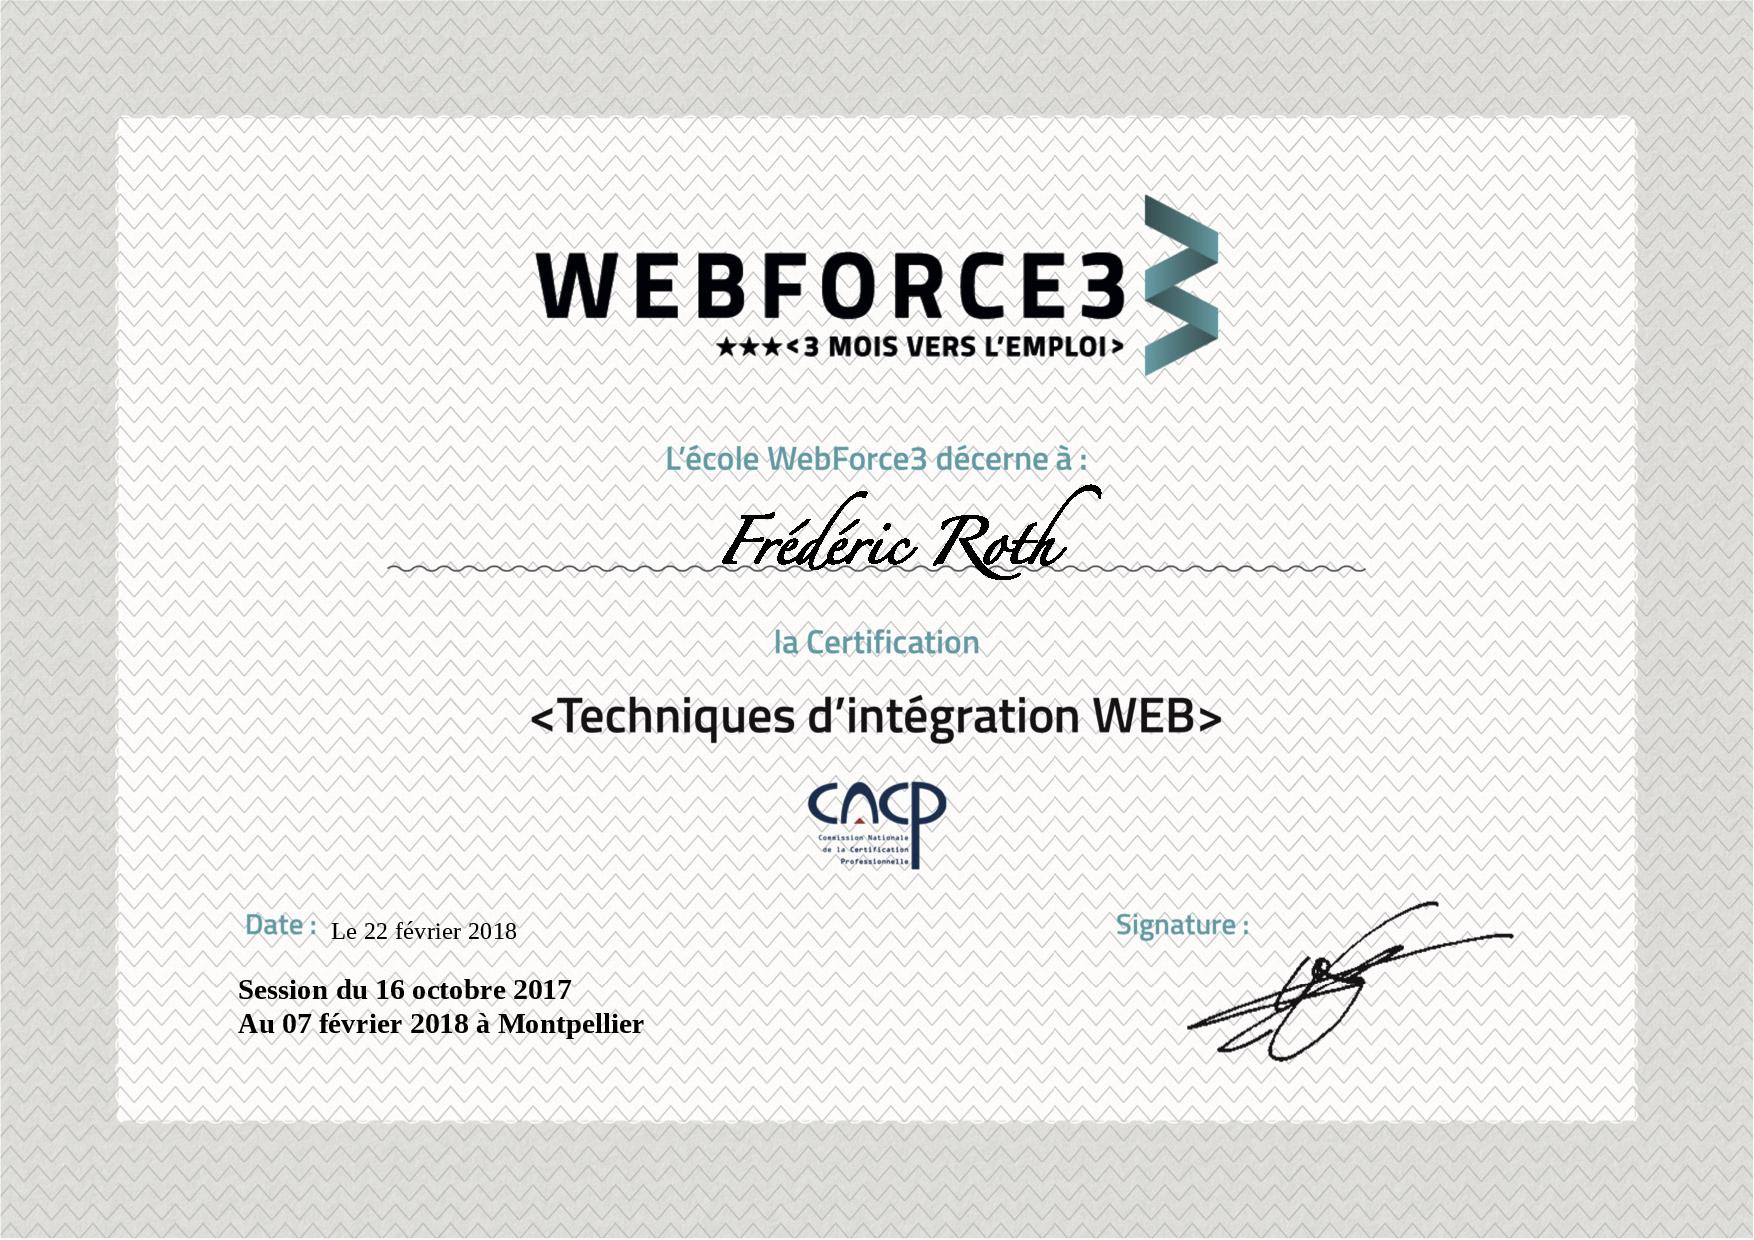 WEBFORCE3
★★★<3 MOIS VERS L'EMPLOI>
L'école WebForce3 décerne à :
Frédéric Roth
la Certification
<Techniques d'intégration WEB>
CNCP
Commission Nationale
de la Certification
Professionnelle
Date : Le 22 février 2018
Signature :
Session du 16 octobre 2017
Au 07 février 2018 à Montpellier